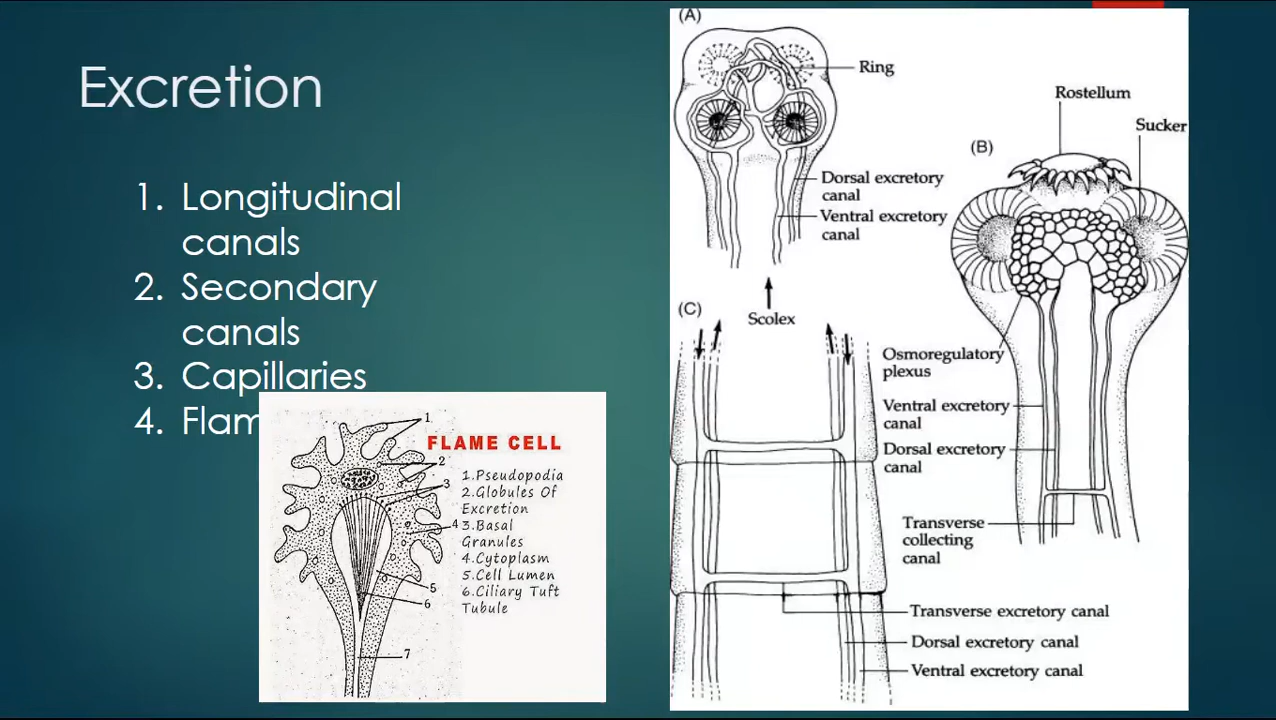 Excretion
1. Longitudinal
canals
2. Secondary
canals
3. Capillaries
4. Flam
1
2
3
4
5
6
7
FLAME CELL
1.Pseudopodia
2.Globules Of
Excretion
3.Basal
Granules
4.Cytoplasm
5.Cell Lumen
6.Ciliary Tuft
Tubule
(A)
Ring
Dorsal excretory
canal
Ventral excretory
canal
Scolex
(B)
Rostellum
Sucker
Osmoregulatory
plexus
Ventral excretory
canal
Dorsal excretory
canal
Transverse
collecting
canal
(C)
Transverse excretory canal
Dorsal excretory canal
Ventral excretory canal